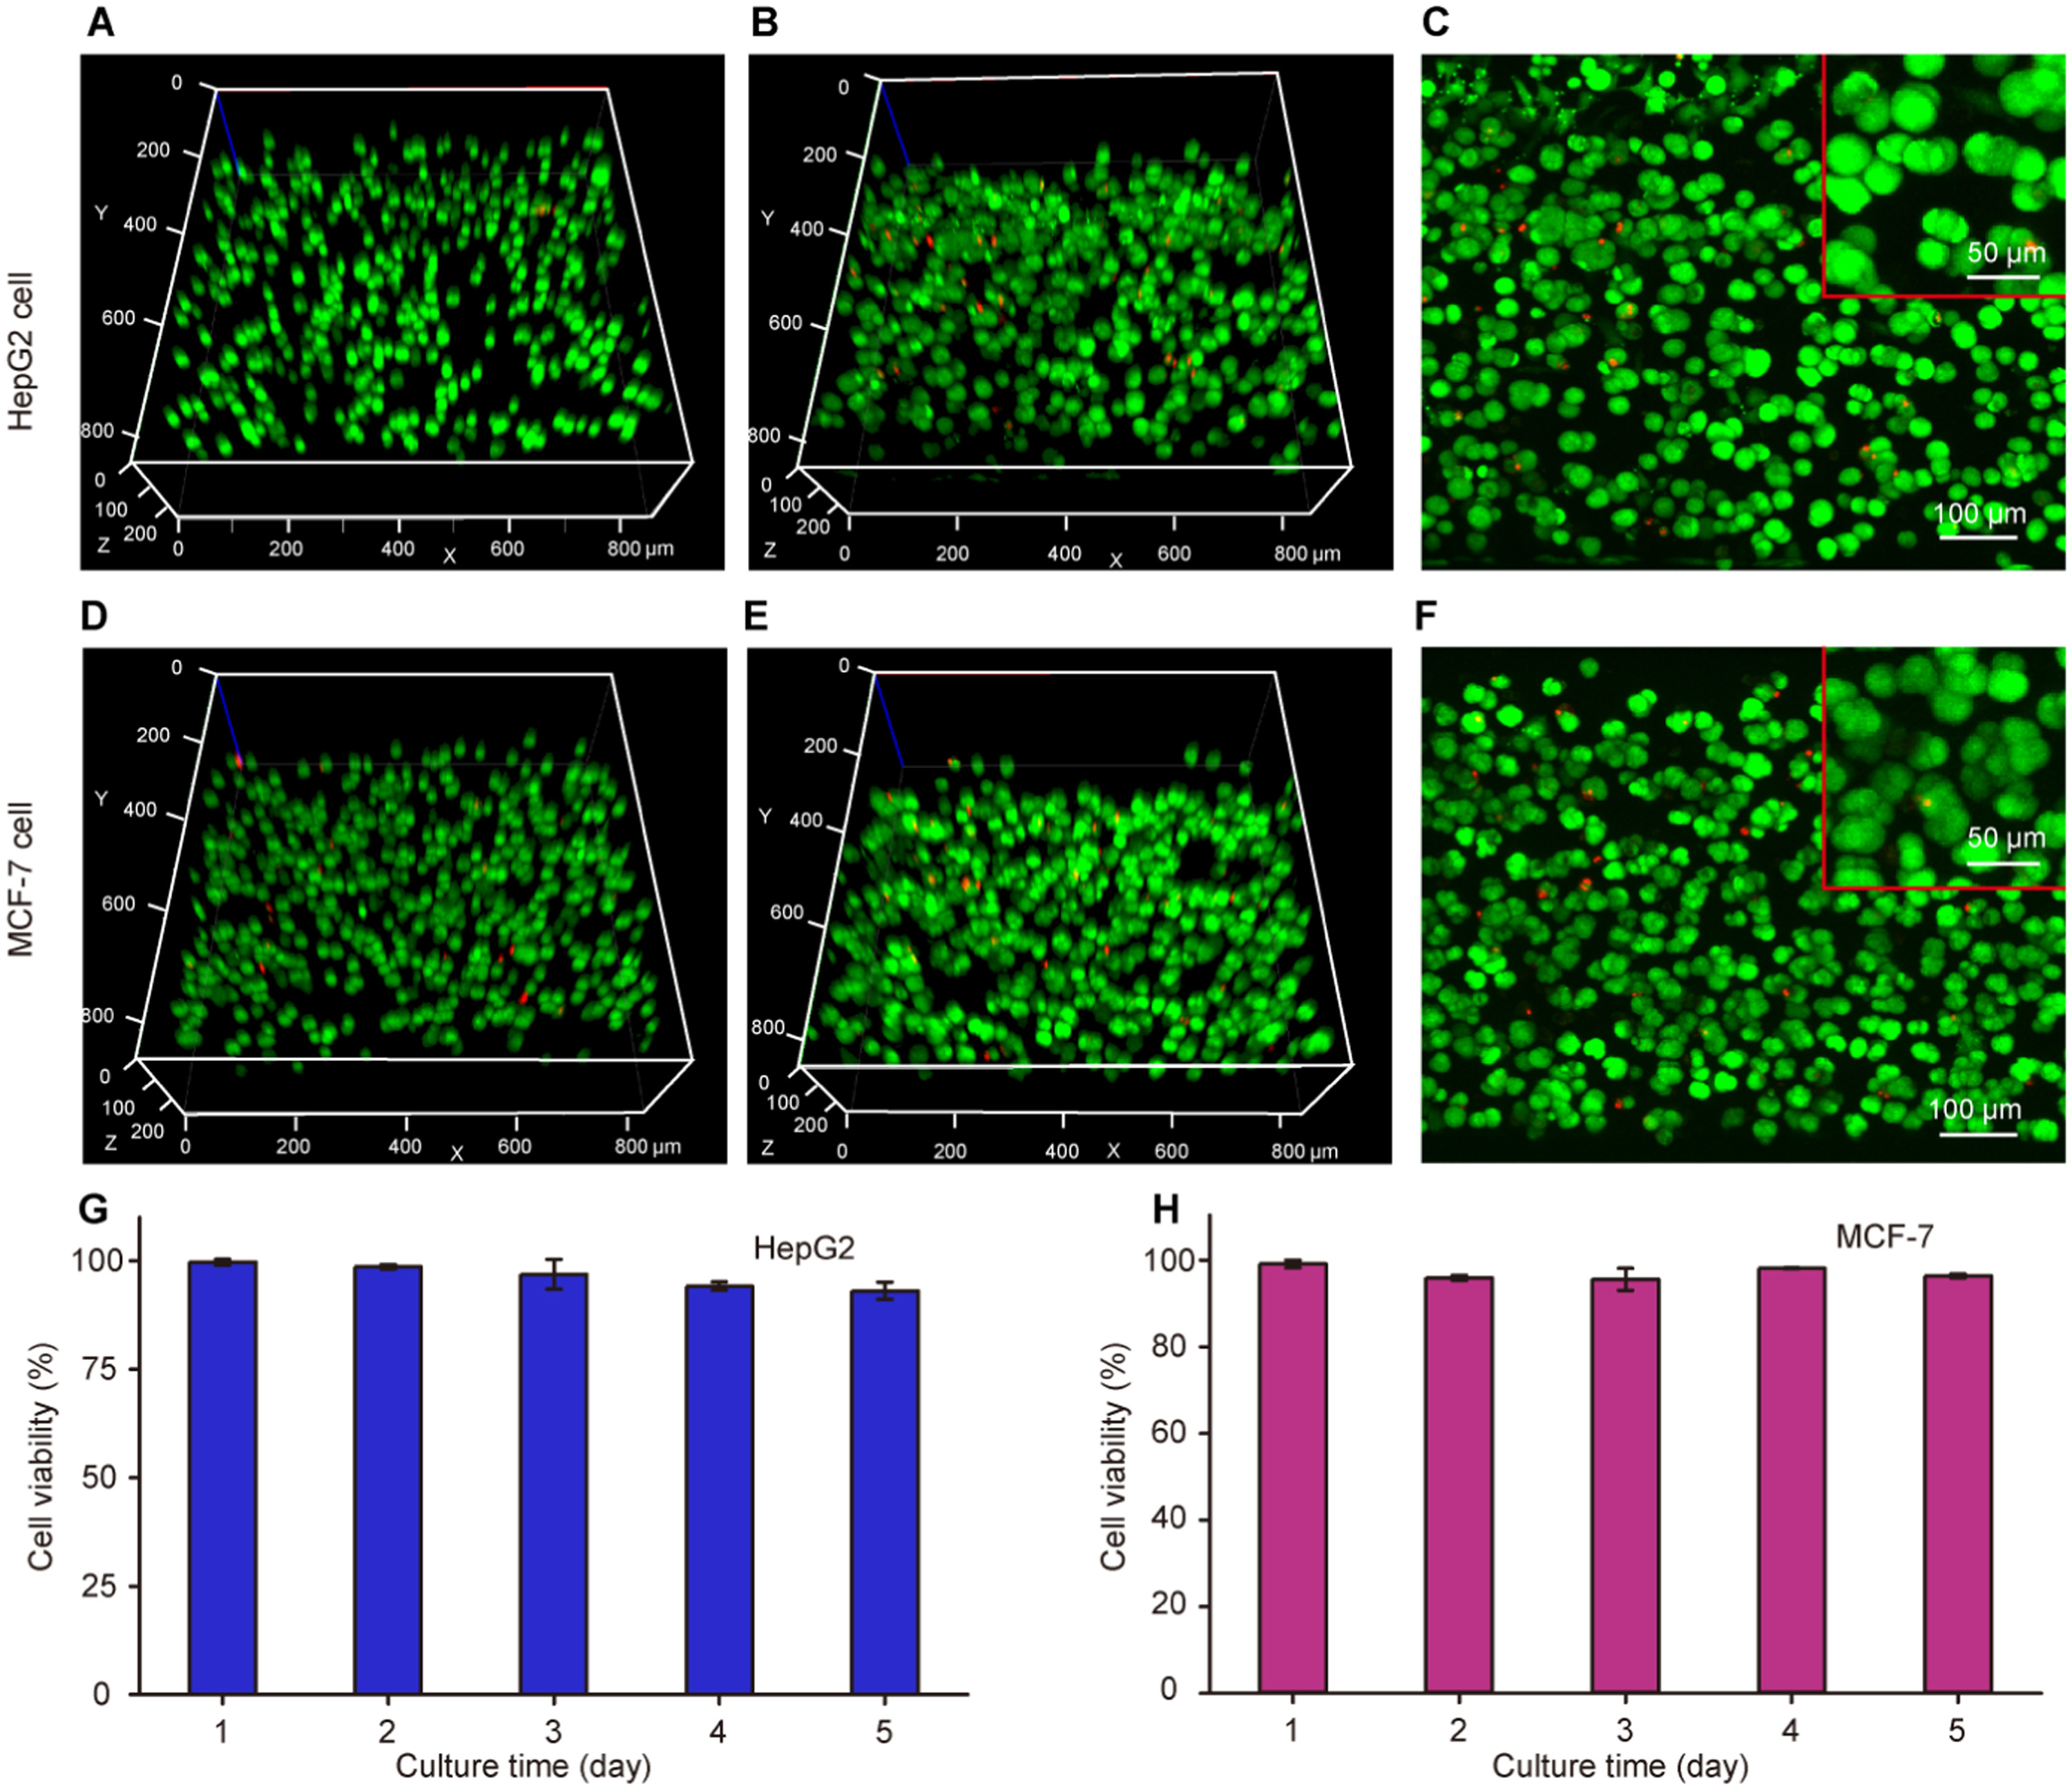 A
B
C
HepG2 cell
0
200
400
600
800
Y
0
100
200
Z
0
200
400
600
800 µm
X
0
200
400
600
800
Y
0
100
200
Z
0
200
400
600
800 µm
X
50 µm
100 µm
D
E
F
MCF-7 cell
0
200
400
600
800
Y
0
100
200
Z
0
200
400
600
800 µm
X
0
200
400
600
800
Y
0
100
200
Z
0
200
400
600
800 µm
X
50 µm
100 µm
G
HepG2
Cell viability (%)
100
75
50
25
0
1 2 3 4 5
Culture time (day)
H
MCF-7
Cell viability (%)
100
80
60
40
20
0
1 2 3 4 5
Culture time (day)